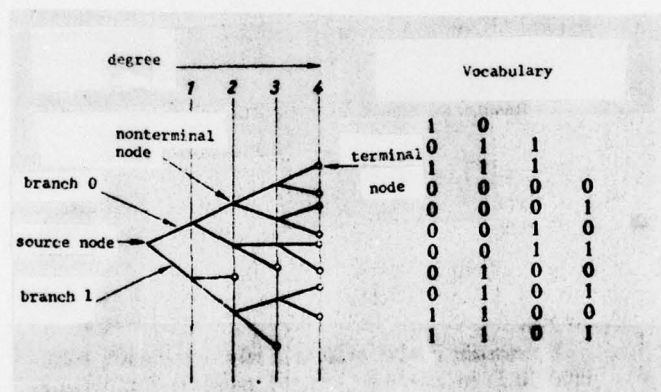 degree
Vocabulary
1 2 3 4
nonterminal
node
terminal
node
branch 0
source node
branch 1
1 0
0 1 1
1 1 1
0 0 0 0
0 0 0 1
0 0 1 0
0 0 1 1
0 1 0 0
0 1 0 1
1 1 0 0
1 1 0 1